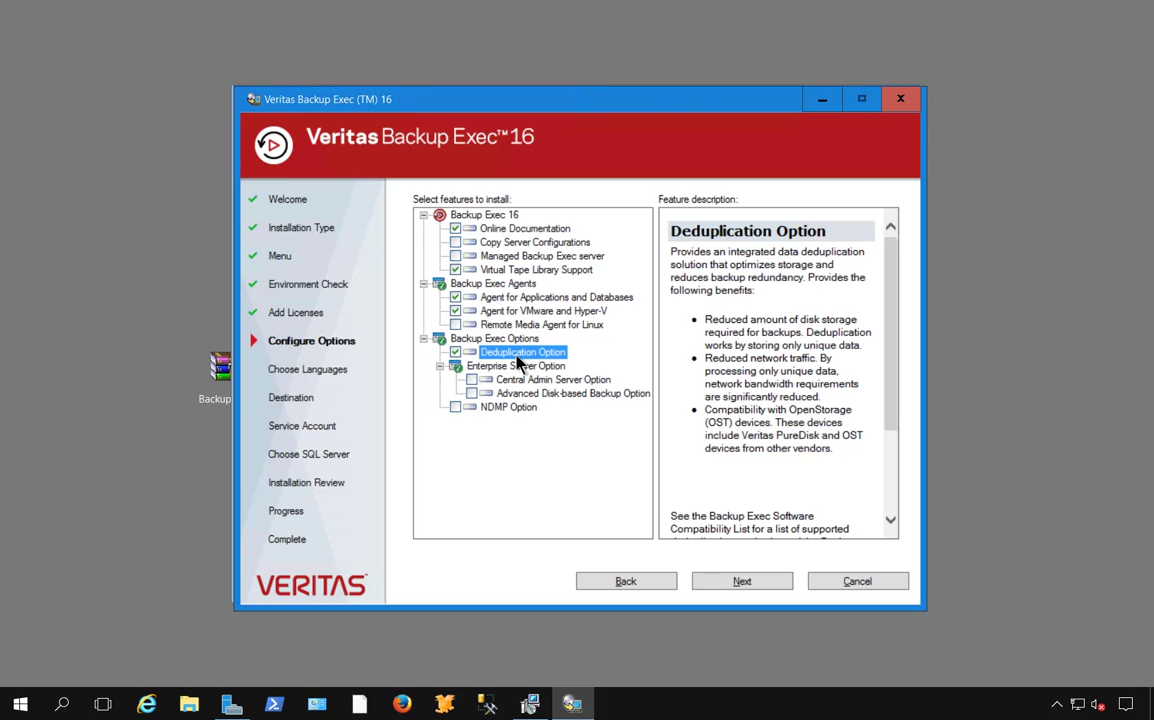 Veritas Backup Exec (TM) 16
Veritas Backup Exec™ 16
Welcome
Installation Type
Menu
Environment Check
Add Licenses
Configure Options
Choose Languages
Destination
Service Account
Choose SQL Server
Installation Review
Progress
Complete
VERITAS™
Select features to install:
Backup Exec 16
Online Documentation
Copy Server Configurations
Managed Backup Exec server
Virtual Tape Library Support
Backup Exec Agents
Agent for Applications and Databases
Agent for VMware and Hyper-V
Remote Media Agent for Linux
Backup Exec Options
Deduplication Option
Enterprise Server Option
Central Admin Server Option
Advanced Disk-based Backup Option
NDMP Option
Feature description:
Deduplication Option
Provides an integrated data deduplication
solution that optimizes storage and
reduces backup redundancy. Provides the
following benefits:
• Reduced amount of disk storage
required for backups. Deduplication
works by storing only unique data.
• Reduced network traffic. By
processing only unique data,
network bandwidth requirements
are significantly reduced.
• Compatibility with OpenStorage
(OST) devices. These devices
include Veritas PureDisk and OST
devices from other vendors.
See the Backup Exec Software
Compatibility List for a list of supported
Back
Next
Cancel
Backup